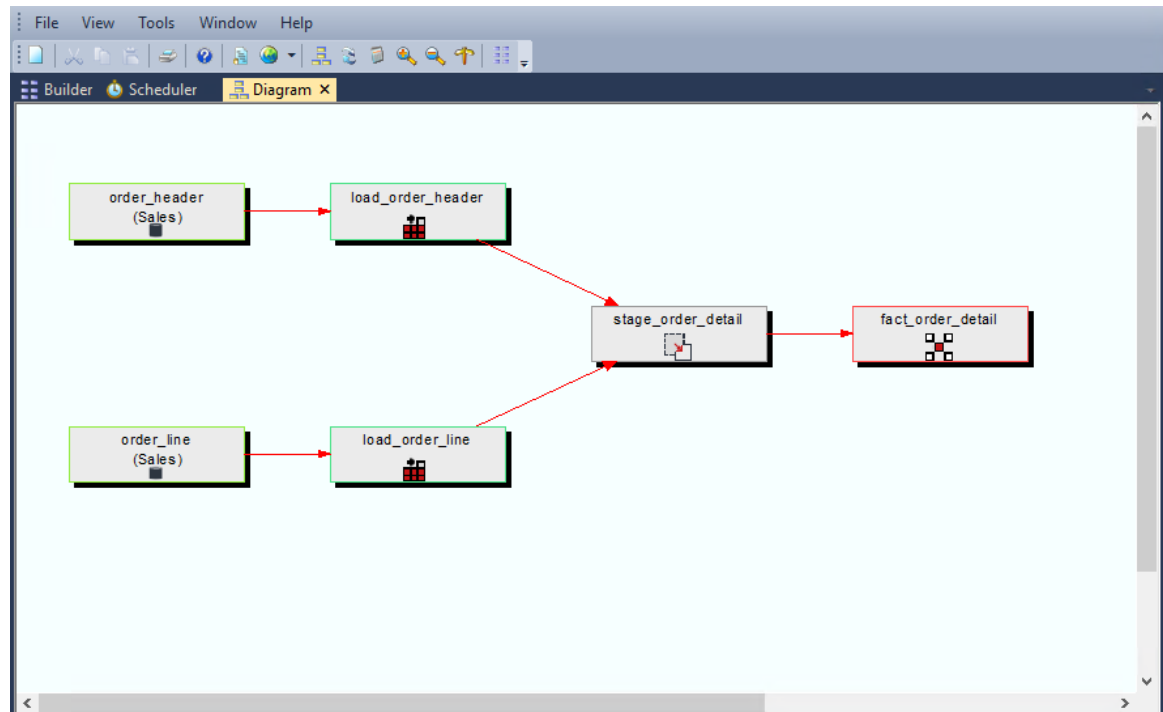 File View Tools Window Help
Builder Scheduler Diagram
order_header
(Sales)
load_order_header
stage_order_detail
fact_order_detail
order_line
(Sales)
load_order_line